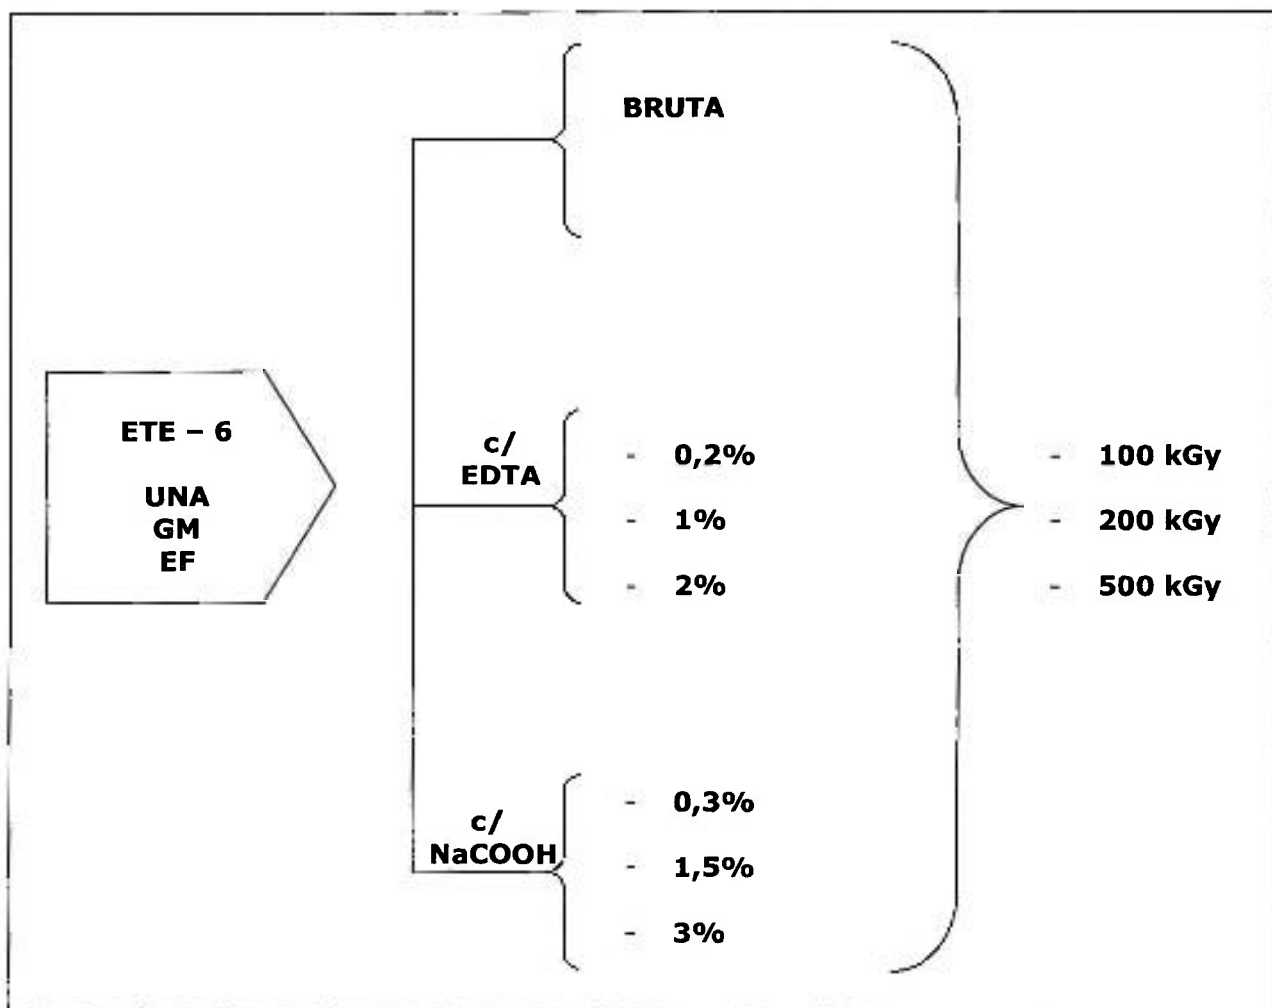 BRUTA
ETE – 6
UNA
GM
EF
c/
EDTA
- 0,2%
- 1%
- 2%
c/
NaCOOH
- 0,3%
- 1,5%
- 3%
- 100 kGy
- 200 kGy
- 500 kGy